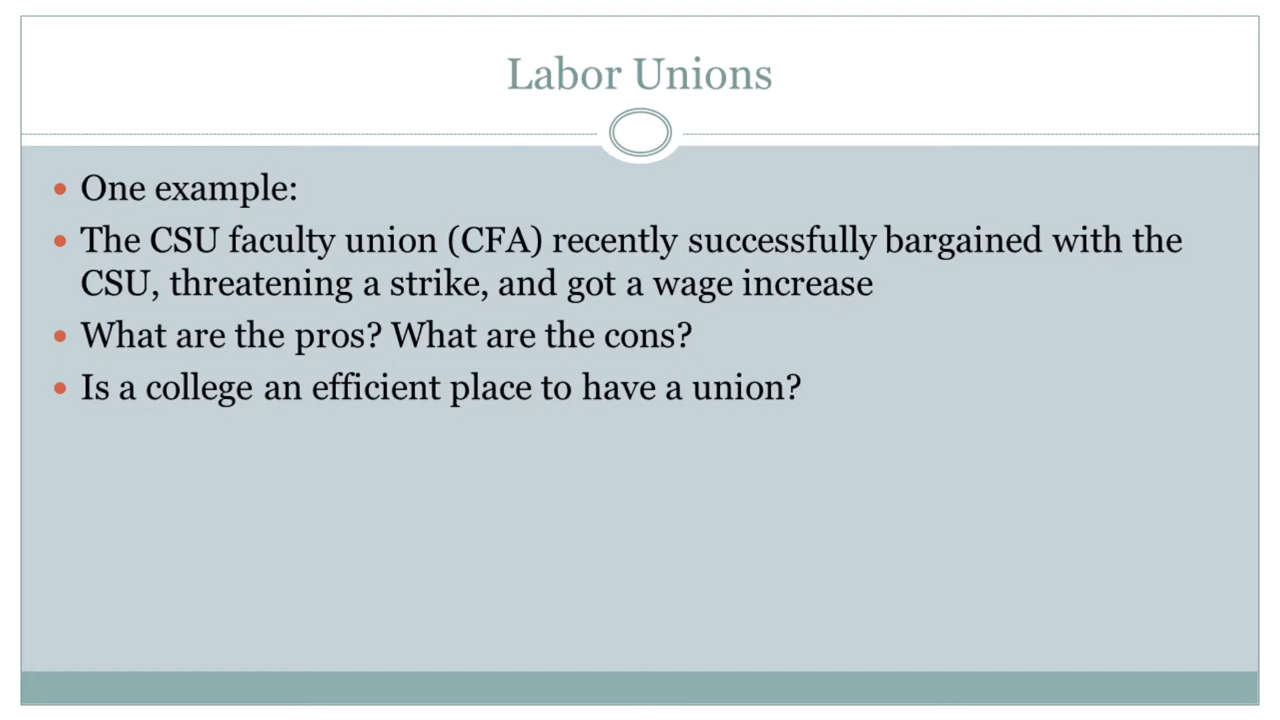 Labor Unions
• One example:
• The CSU faculty union (CFA) recently successfully bargained with the
CSU, threatening a strike, and got a wage increase
• What are the pros? What are the cons?
• Is a college an efficient place to have a union?